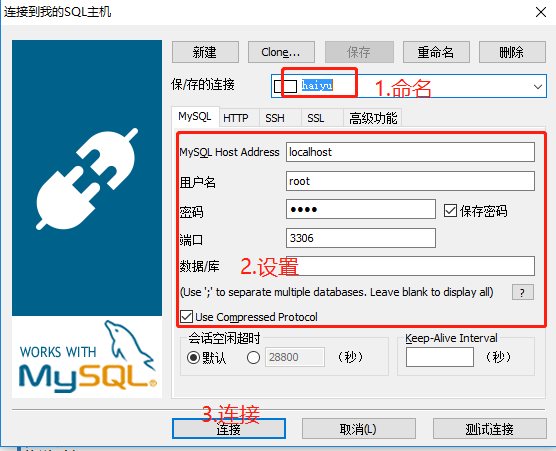 连接到我的SQL主机
新建 Clone... 保存 重命名 删除
保/存的连接 haiyu 1.命名
MySQL HTTP SSH SSL 高级功能
MySQL Host Address localhost
用户名 root
密码 •••• 保存密码
端口 3306
数据/库 2.设置
(Use ';' to separate multiple databases. Leave blank to display all) ?
Use Compressed Protocol
会话空闲超时 Keep-Alive Interval
默认 28800 (秒) (秒)
WORKS WITH
MySQL®
3.连接
连接 取消(L) 测试连接